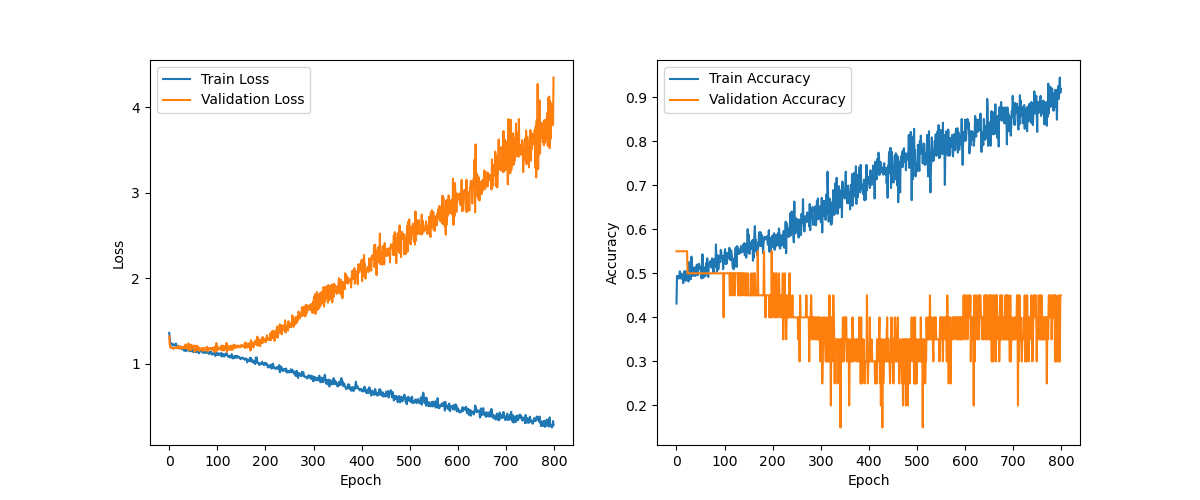 Train Loss
Validation Loss
4
3
2
1
Loss
0 100 200 300 400 500 600 700 800
Epoch
Train Accuracy
Validation Accuracy
0.9
0.8
0.7
0.6
0.5
0.4
0.3
0.2
Accuracy
0 100 200 300 400 500 600 700 800
Epoch